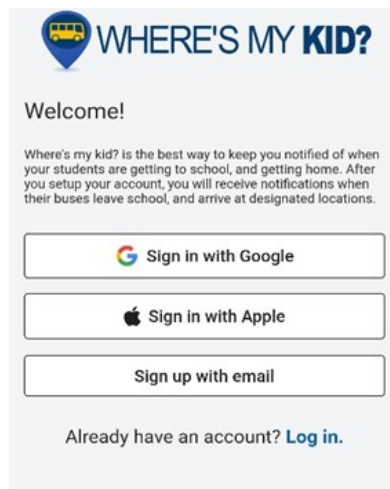 WHERE'S MY KID?
Welcome!
Where's my kid? is the best way to keep you notified of when
your students are getting to school, and getting home. After
you setup your account, you will receive notifications when
their buses leave school, and arrive at designated locations.
Sign in with Google
Sign in with Apple
Sign up with email
Already have an account? Log in.